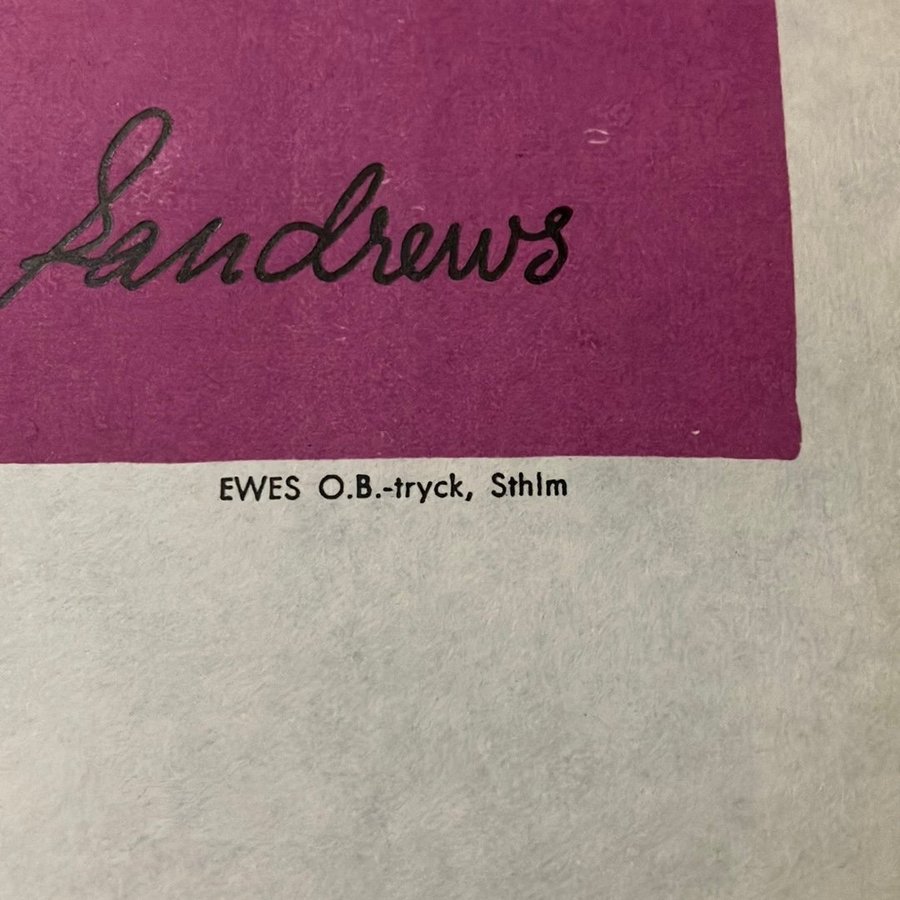 Sandrews
EWES O.B.-tryck, Sthlm